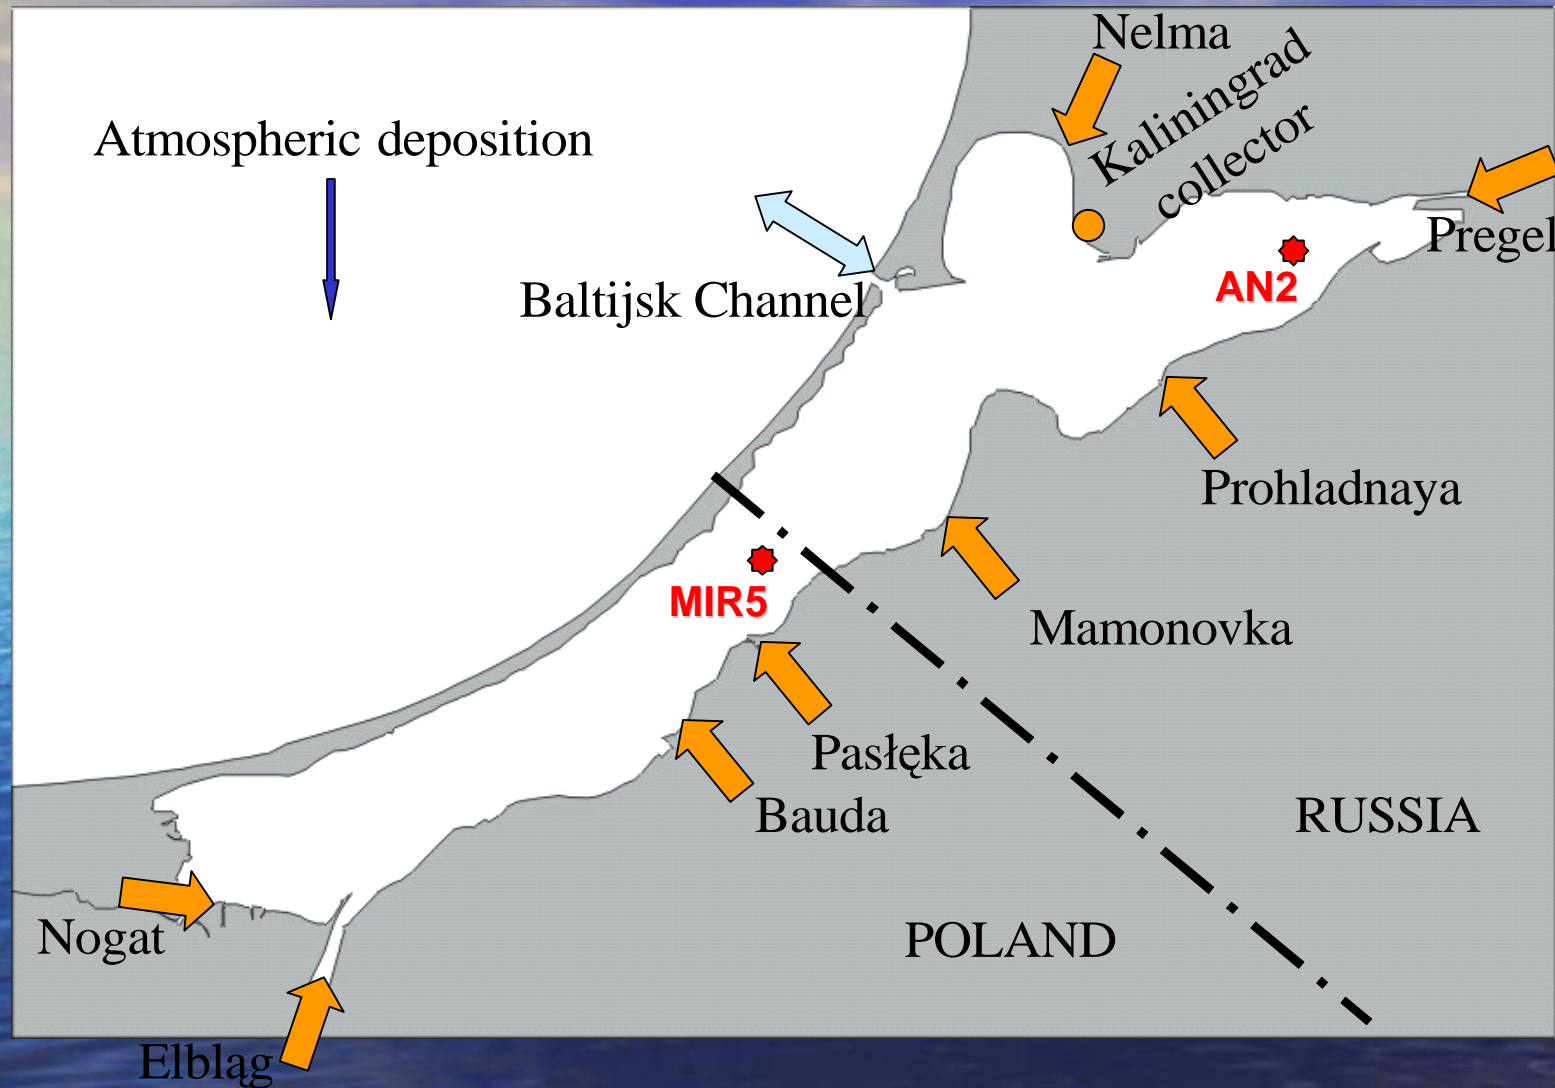 Nelma
Kaliningrad
collector
Atmospheric deposition
Pregel
AN2
Baltijsk Channel
Prohladnaya
MIR5
Mamonovka
Pasłęka
Bauda
RUSSIA
Nogat
POLAND
Elbląg